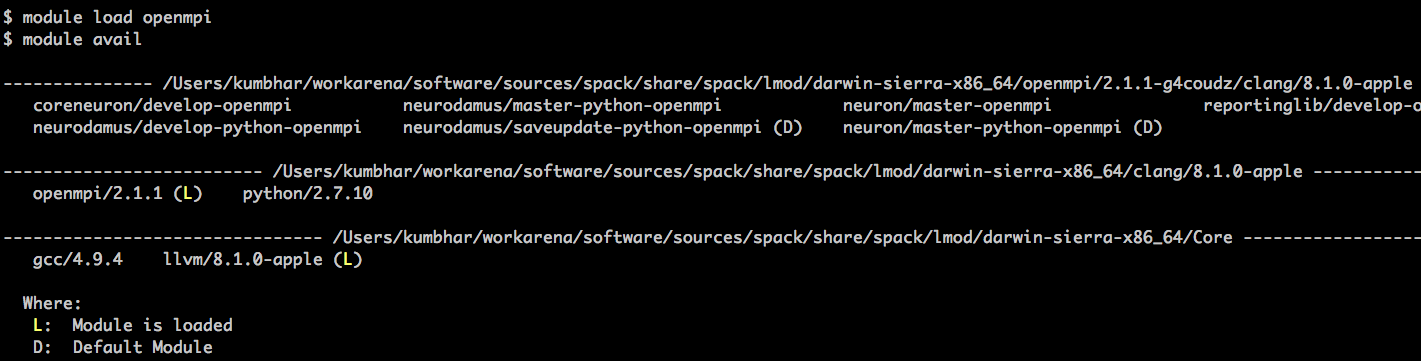 $ module load openmpi
$ module avail
--------------- /Users/kumbhar/workarena/software/sources/spack/share/spack/lmod/darwin-sierra-x86_64/openmpi/2.1.1-g4coudz/clang/8.1.0-apple
coreneuron/develop-openmpi neurodamus/master-python-openmpi neuron/master-openmpi reportinglib/develop-o
neurodamus/develop-python-openmpi neurodamus/saveupdate-python-openmpi (D) neuron/master-python-openmpi (D)
-------------------------- /Users/kumbhar/workarena/software/sources/spack/share/spack/lmod/darwin-sierra-x86_64/clang/8.1.0-apple -----------
openmpi/2.1.1 (L) python/2.7.10
-------------------------------- /Users/kumbhar/workarena/software/sources/spack/share/spack/lmod/darwin-sierra-x86_64/Core ------------------
gcc/4.9.4 llvm/8.1.0-apple (L)
Where:
L: Module is loaded
D: Default Module